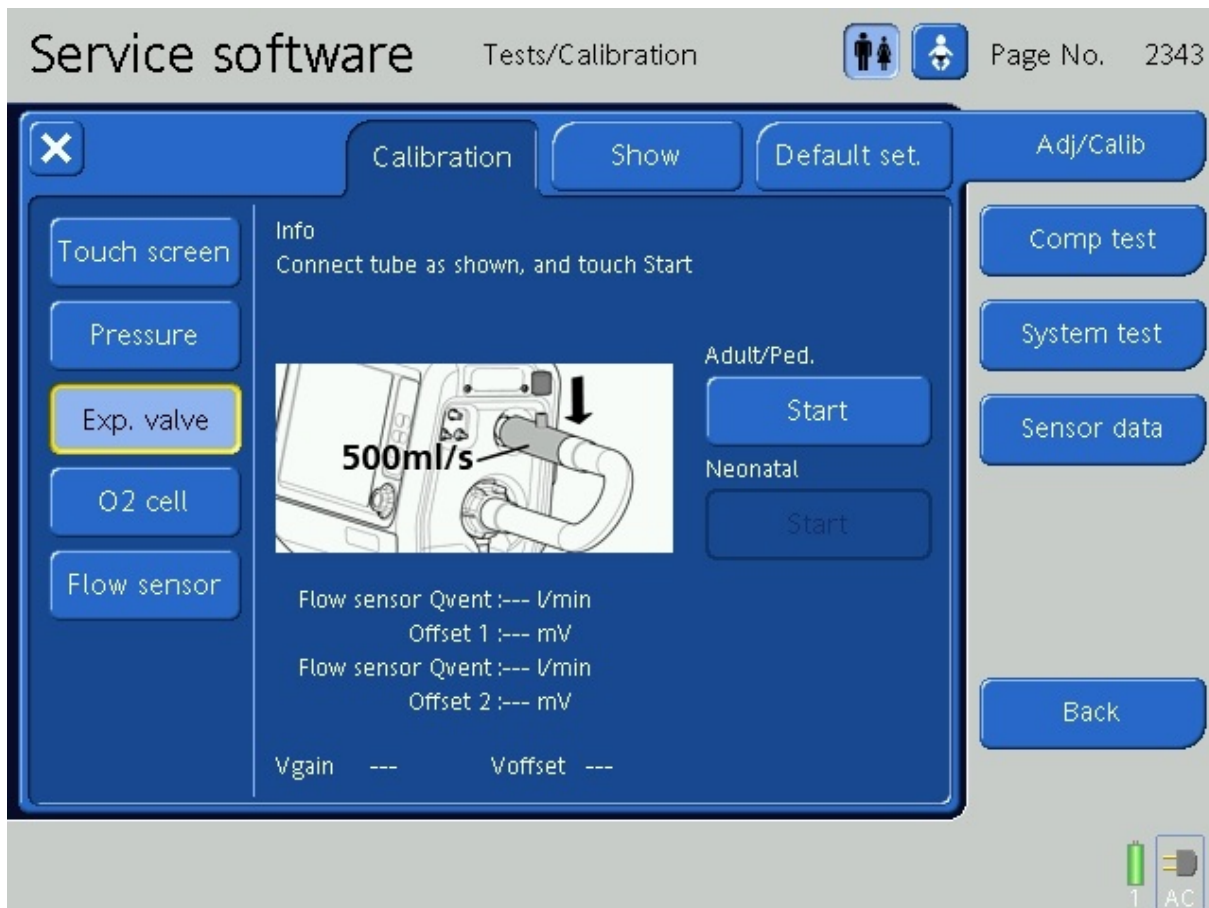 Service software Tests/Calibration Page No. 2343
Calibration Show Default set. Adj/Calib
Touch screen
Pressure
Exp. valve
O2 cell
Flow sensor
Info
Connect tube as shown, and touch Start
500ml/s
Adult/Ped.
Start
Neonatal
Start
Flow sensor Qvent :--- l/min
Offset 1 :--- mV
Flow sensor Qvent :--- l/min
Offset 2 :--- mV
Vgain --- Voffset ---
Comp test
System test
Sensor data
Back
1 AC